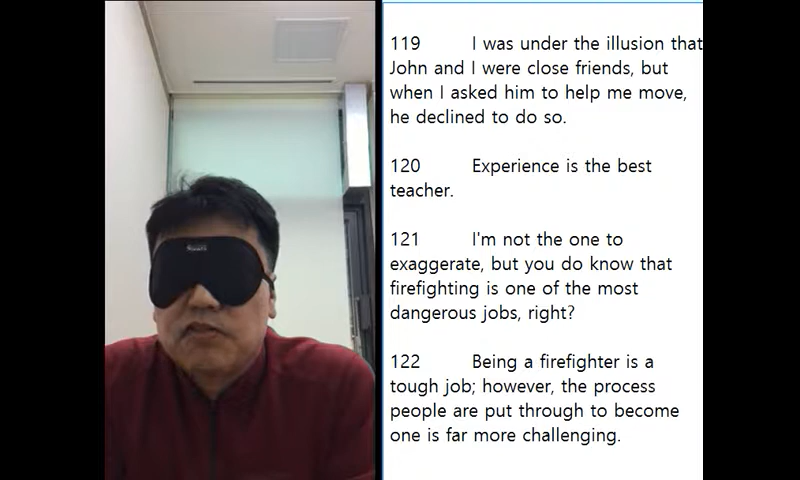 119 I was under the illusion that
John and I were close friends, but
when I asked him to help me move,
he declined to do so.
120 Experience is the best
teacher.
121 I'm not the one to
exaggerate, but you do know that
firefighting is one of the most
dangerous jobs, right?
122 Being a firefighter is a
tough job; however, the process
people are put through to become
one is far more challenging.